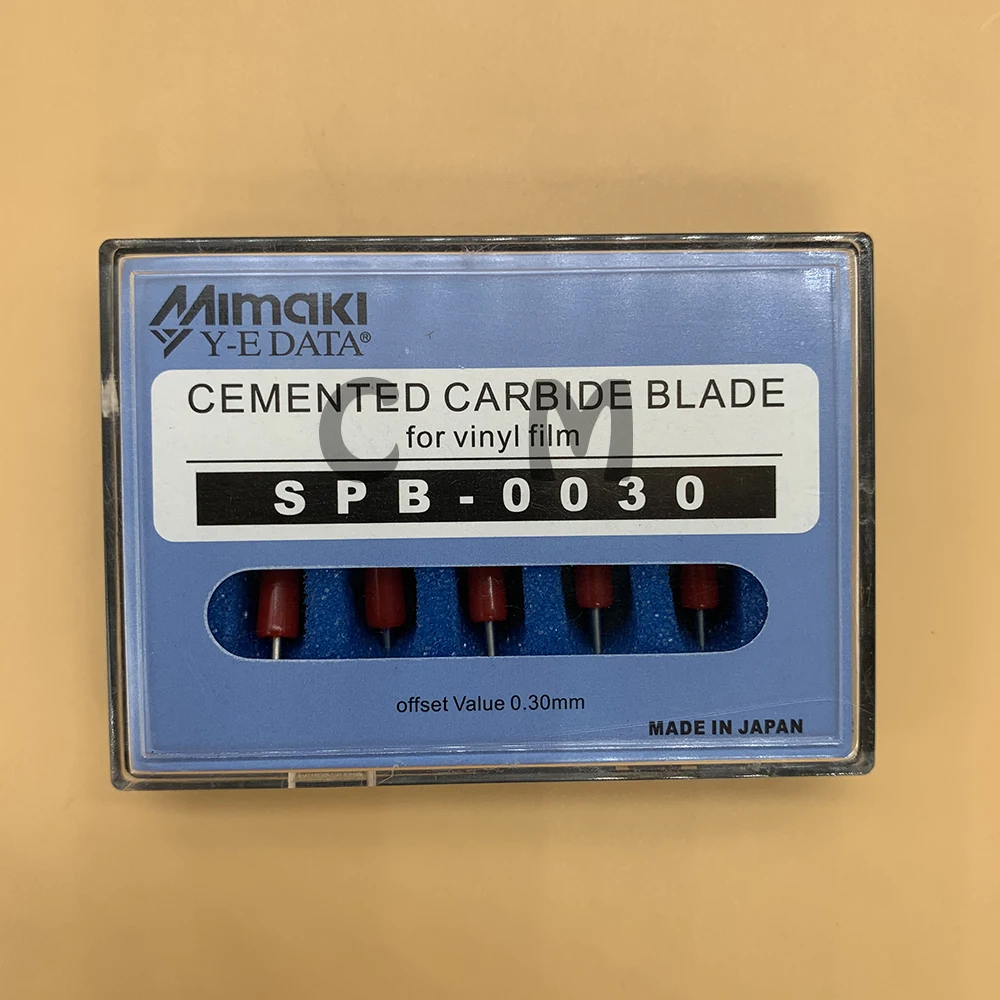 Mimaki
Y-E DATA®
CEMENTED CARBIDE BLADE
for vinyl film
C M
SPB-0030
offset Value 0.30mm
MADE IN JAPAN